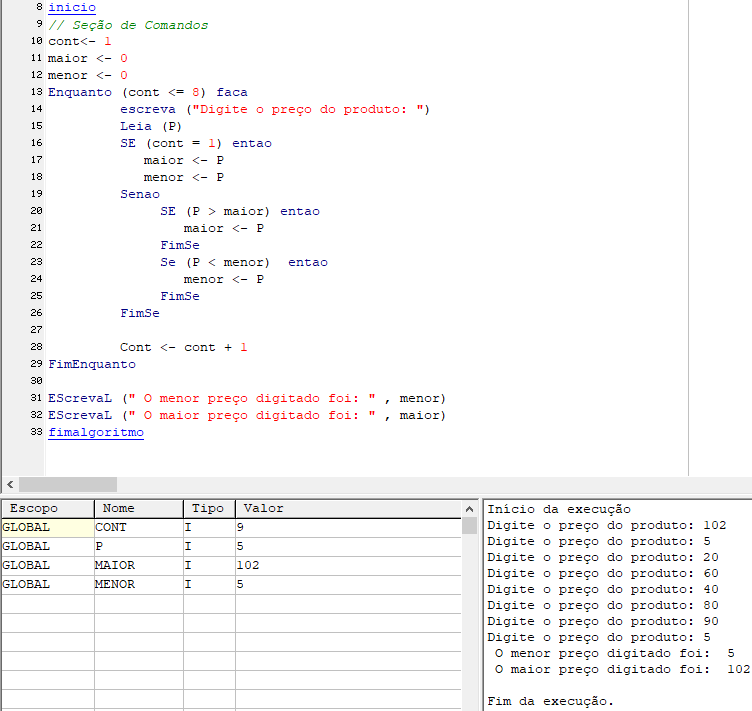 8 inicio
9 // Seção de Comandos
10 cont<- 1
11 maior <- 0
12 menor <- 0
13 Enquanto (cont <= 8) faca
14 escreva ("Digite o preço do produto: ")
15 Leia (P)
16 SE (cont = 1) entao
17 maior <- P
18 menor <- P
19 Senao
20 SE (P > maior) entao
21 maior <- P
22 FimSe
23 Se (P < menor)  entao
24 menor <- P
25 FimSe
26 FimSe
27
28 Cont <- cont + 1
29 FimEnquanto
30
31 EScrevaL (" O menor preço digitado foi: " , menor)
32 EScrevaL (" O maior preço digitado foi: " , maior)
33 fimalgoritmo
Escopo Nome Tipo Valor
GLOBAL CONT I 9
GLOBAL P I 5
GLOBAL MAIOR I 102
GLOBAL MENOR I 5
Início da execução
Digite o preço do produto: 102
Digite o preço do produto: 5
Digite o preço do produto: 20
Digite o preço do produto: 60
Digite o preço do produto: 40
Digite o preço do produto: 80
Digite o preço do produto: 90
Digite o preço do produto: 5
O menor preço digitado foi:  5
O maior preço digitado foi:  102
Fim da execução.